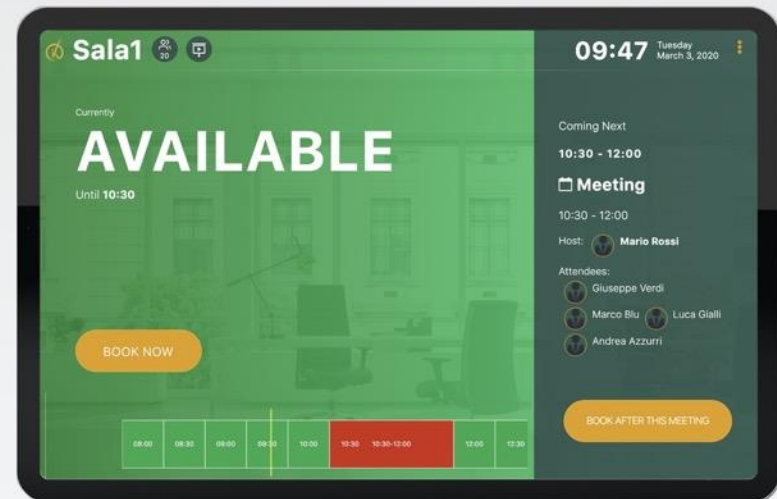 Sala1
20
09:47
Tuesday
March 3, 2020
Currently
AVAILABLE
Until 10:30
BOOK NOW
08:00 08:30 09:00 09:30 10:00 10:30 10:30-12:00 12:00 12:30
Coming Next
10:30 - 12:00
Meeting
10:30 - 12:00
Host: Mario Rossi
Attendees:
Giuseppe Verdi
Marco Blu Luca Gialli
Andrea Azzurri
BOOK AFTER THIS MEETING